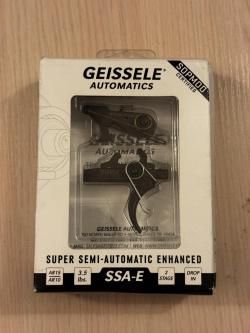 SOPMOD
CERTIFIED
GEISSELE®
AUTOMATICS
GEISSELE AUTOMATICS
SUPER SEMI-AUTOMATIC ENHANCED
SSA-E
AR15
AR10
3.5
lbs.
2
STAGE
DROP
IN